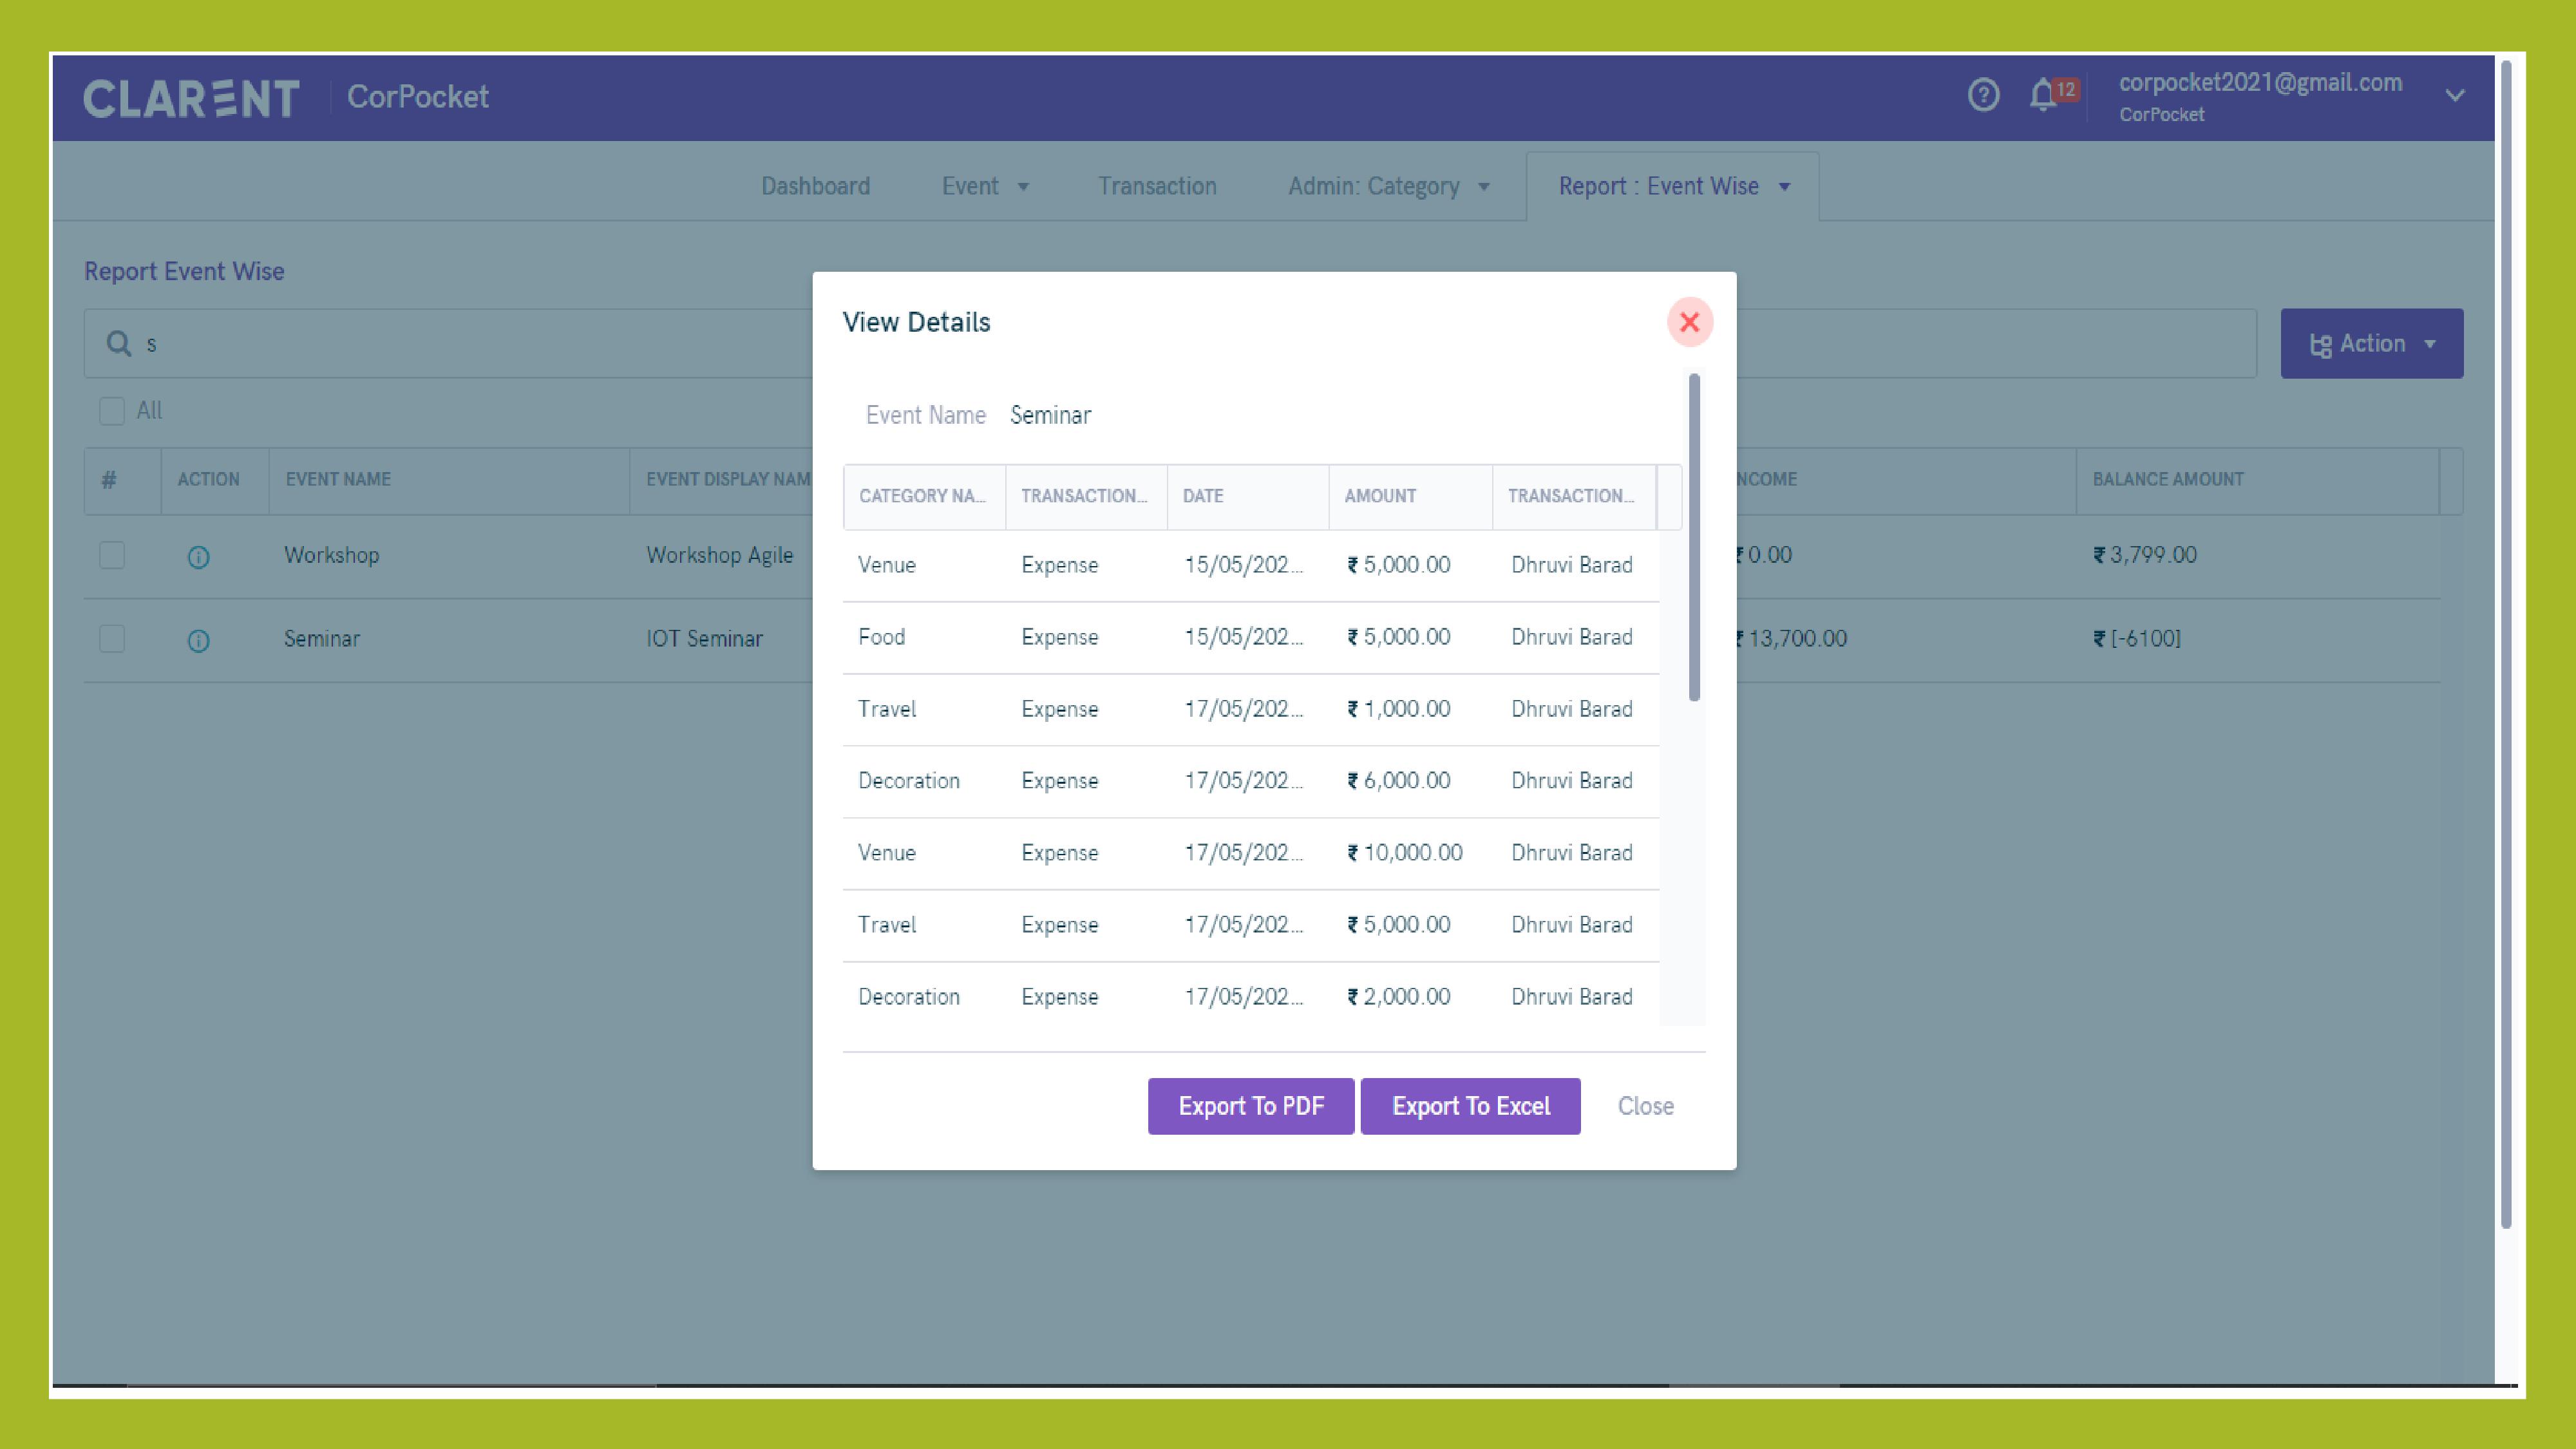 CLARENT CorPocket
12 corpocket2021@gmail.com
CorPocket
Dashboard Event Transaction Admin: Category Report : Event Wise
Report Event Wise
s
Action
All
# ACTION EVENT NAME EVENT DISPLAY NAM NCOME BALANCE AMOUNT
Workshop Workshop Agile ₹ 0.00 ₹ 3,799.00
Seminar IOT Seminar ₹ 13,700.00 ₹ [-6100]
View Details
Event Name Seminar
CATEGORY NA... TRANSACTION... DATE AMOUNT TRANSACTION...
Venue Expense 15/05/202... ₹ 5,000.00 Dhruvi Barad
Food Expense 15/05/202... ₹ 5,000.00 Dhruvi Barad
Travel Expense 17/05/202... ₹ 1,000.00 Dhruvi Barad
Decoration Expense 17/05/202... ₹ 6,000.00 Dhruvi Barad
Venue Expense 17/05/202... ₹ 10,000.00 Dhruvi Barad
Travel Expense 17/05/202... ₹ 5,000.00 Dhruvi Barad
Decoration Expense 17/05/202... ₹ 2,000.00 Dhruvi Barad
Export To PDF Export To Excel Close